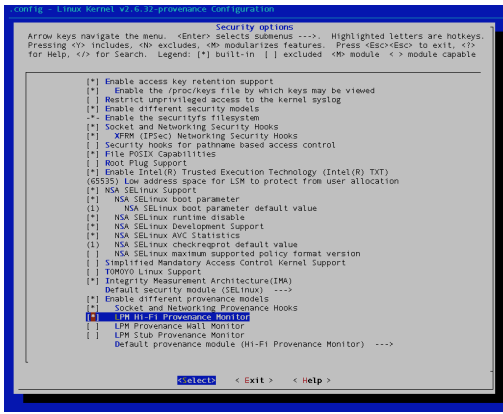 .config - Linux Kernel v2.6.32-provenance Configuration
Security options
Arrow keys navigate the menu. <Enter> selects submenus --->. Highlighted letters are hotkeys.
Pressing <Y> includes, <N> excludes, <M> modularizes features. Press <Esc><Esc> to exit, <?>
for Help, </> for Search. Legend: [*] built-in [ ] excluded <M> module < > module capable
[*] Enable access key retention support
[*] Enable the /proc/keys file by which keys may be viewed
[ ] Restrict unprivileged access to the kernel syslog
[*] Enable different security models
-*- Enable the securityfs filesystem
[*] Socket and Networking Security Hooks
[*] XFRM (IPSec) Networking Security Hooks
[ ] Security hooks for pathname based access control
[*] File POSIX Capabilities
[ ] Root Plug Support
[*] Enable Intel(R) Trusted Execution Technology (Intel(R) TXT)
(65535) Low address space for LSM to protect from user allocation
[*] NSA SELinux Support
[*] NSA SELinux boot parameter
(1) NSA SELinux boot parameter default value
[*] NSA SELinux runtime disable
[*] NSA SELinux Development Support
[*] NSA SELinux AVC Statistics
(1) NSA SELinux checkreqprot default value
[ ] NSA SELinux maximum supported policy format version
[ ] Simplified Mandatory Access Control Kernel Support
[ ] TOMOYO Linux Support
[*] Integrity Measurement Architecture(IMA)
Default security module (SELinux) --->
[*] Enable different provenance models
[*] Socket and Networking Provenance Hooks
[*] LPM Hi-Fi Provenance Monitor
[ ] LPM Provenance Wall Monitor
[ ] LPM Stub Provenance Monitor
Default provenance module (Hi-Fi Provenance Monitor) --->
<Select> < Exit > < Help >